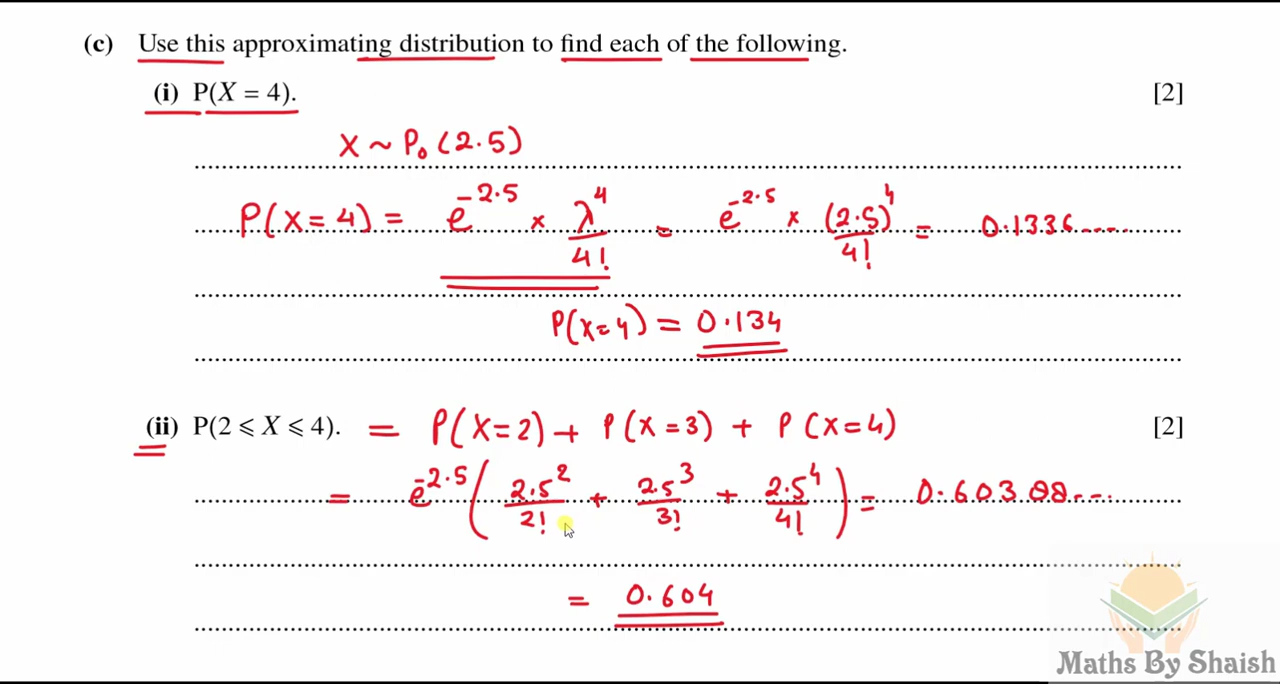 (c) Use this approximating distribution to find each of the following.
(i) P(X = 4). [2]
X ~ Po (2.5)
P(X=4) = e^-2.5 × λ^4/4! = e^-2.5 × (2.5)^4/4! = 0.1336....
P(X=4) = 0.134
(ii) P(2 ⩽ X ⩽ 4). = P(X=2) + P(X=3) + P(X=4) [2]
= e^-2.5 (2.5^2/2! + 2.5^3/3! + 2.5^4/4!) = 0.60388...
= 0.604
Maths By Shaish